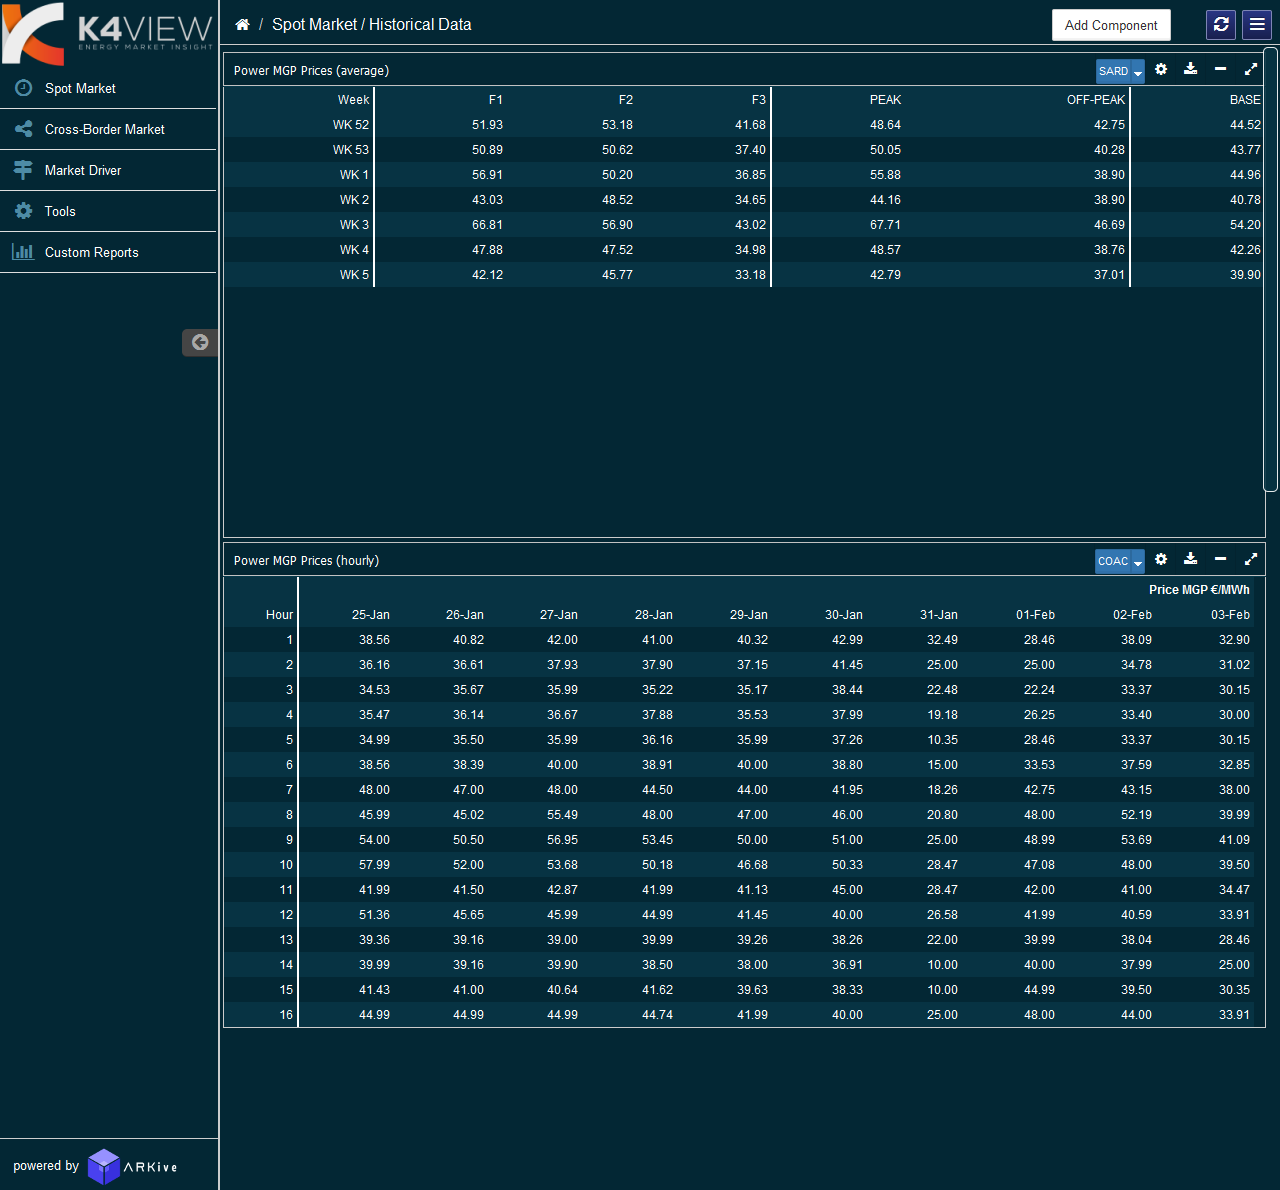 K4VIEW
ENERGY MARKET INSIGHT
Spot Market
Cross-Border Market
Market Driver
Tools
Custom Reports
/ Spot Market / Historical Data
Add Component
Power MGP Prices (average)
SARD
Week F1 F2 F3 PEAK OFF-PEAK BASE
WK 52 51.93 53.18 41.68 48.64 42.75 44.52
WK 53 50.89 50.62 37.40 50.05 40.28 43.77
WK 1 56.91 50.20 36.85 55.88 38.90 44.96
WK 2 43.03 48.52 34.65 44.16 38.90 40.78
WK 3 66.81 56.90 43.02 67.71 46.69 54.20
WK 4 47.88 47.52 34.98 48.57 38.76 42.26
WK 5 42.12 45.77 33.18 42.79 37.01 39.90
Power MGP Prices (hourly)
COAC
Price MGP €/MWh
Hour 25-Jan 26-Jan 27-Jan 28-Jan 29-Jan 30-Jan 31-Jan 01-Feb 02-Feb 03-Feb
1 38.56 40.82 42.00 41.00 40.32 42.99 32.49 28.46 38.09 32.90
2 36.16 36.61 37.93 37.90 37.15 41.45 25.00 25.00 34.78 31.02
3 34.53 35.67 35.99 35.22 35.17 38.44 22.48 22.24 33.37 30.15
4 35.47 36.14 36.67 37.88 35.53 37.99 19.18 26.25 33.40 30.00
5 34.99 35.50 35.99 36.16 35.99 37.26 10.35 28.46 33.37 30.15
6 38.56 38.39 40.00 38.91 40.00 38.80 15.00 33.53 37.59 32.85
7 48.00 47.00 48.00 44.50 44.00 41.95 18.26 42.75 43.15 38.00
8 45.99 45.02 55.49 48.00 47.00 46.00 20.80 48.00 52.19 39.99
9 54.00 50.50 56.95 53.45 50.00 51.00 25.00 48.99 53.69 41.09
10 57.99 52.00 53.68 50.18 46.68 50.33 28.47 47.08 48.00 39.50
11 41.99 41.50 42.87 41.99 41.13 45.00 28.47 42.00 41.00 34.47
12 51.36 45.65 45.99 44.99 41.45 40.00 26.58 41.99 40.59 33.91
13 39.36 39.16 39.00 39.99 39.26 38.26 22.00 39.99 38.04 28.46
14 39.99 39.16 39.90 38.50 38.00 36.91 10.00 40.00 37.99 25.00
15 41.43 41.00 40.64 41.62 39.63 38.33 10.00 44.99 39.50 30.35
16 44.99 44.99 44.99 44.74 41.99 40.00 25.00 48.00 44.00 33.91
powered by ARKive